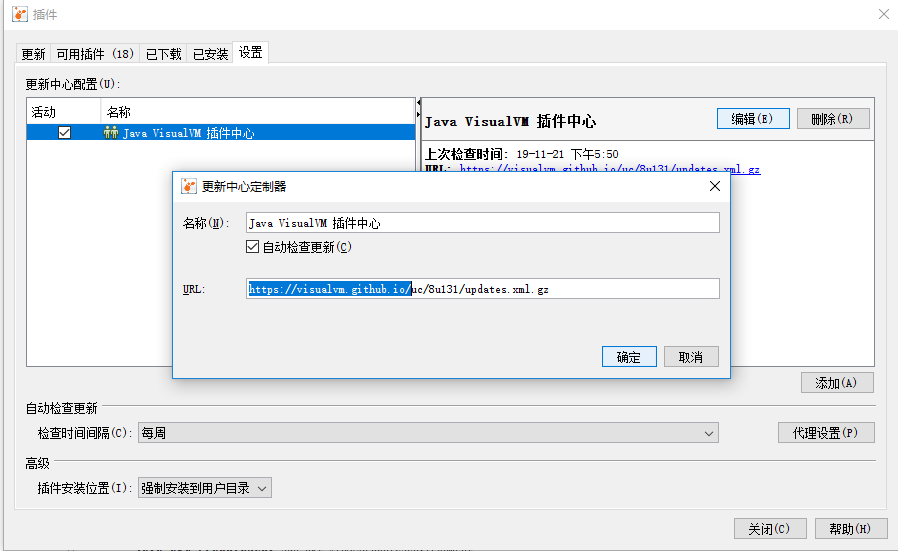 插件
更新 可用插件 (18) 已下载 已安装 设置
更新中心配置(U):
活动 名称
Java VisualVM 插件中心
Java VisualVM 插件中心 编辑(E) 删除(R)
上次检查时间: 19-11-21 下午5:50
URL: https://visualvm.github.io/uc/8u131/updates.xml.gz
更新中心定制器
名称(N): Java VisualVM 插件中心
自动检查更新(C)
URL: https://visualvm.github.io/uc/8u131/updates.xml.gz
确定 取消
添加(A)
自动检查更新
检查时间间隔(C): 每周 代理设置(P)
高级
插件安装位置(I): 强制安装到用户目录
关闭(C) 帮助(H)